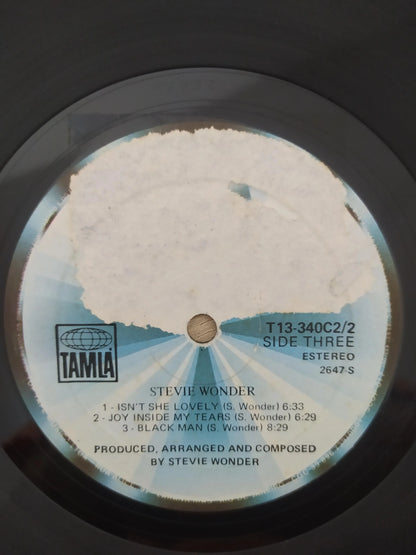 T13-340C2/2
SIDE THREE
ESTEREO
2647 S
TAMLA
STEVIE WONDER
1 - ISN'T SHE LOVELY (S. Wonder) 6:33
2 - JOY INSIDE MY TEARS (S. Wonder) 6:29
3 - BLACK MAN (S. Wonder) 8:29
PRODUCED, ARRANGED AND COMPOSED
BY STEVIE WONDER